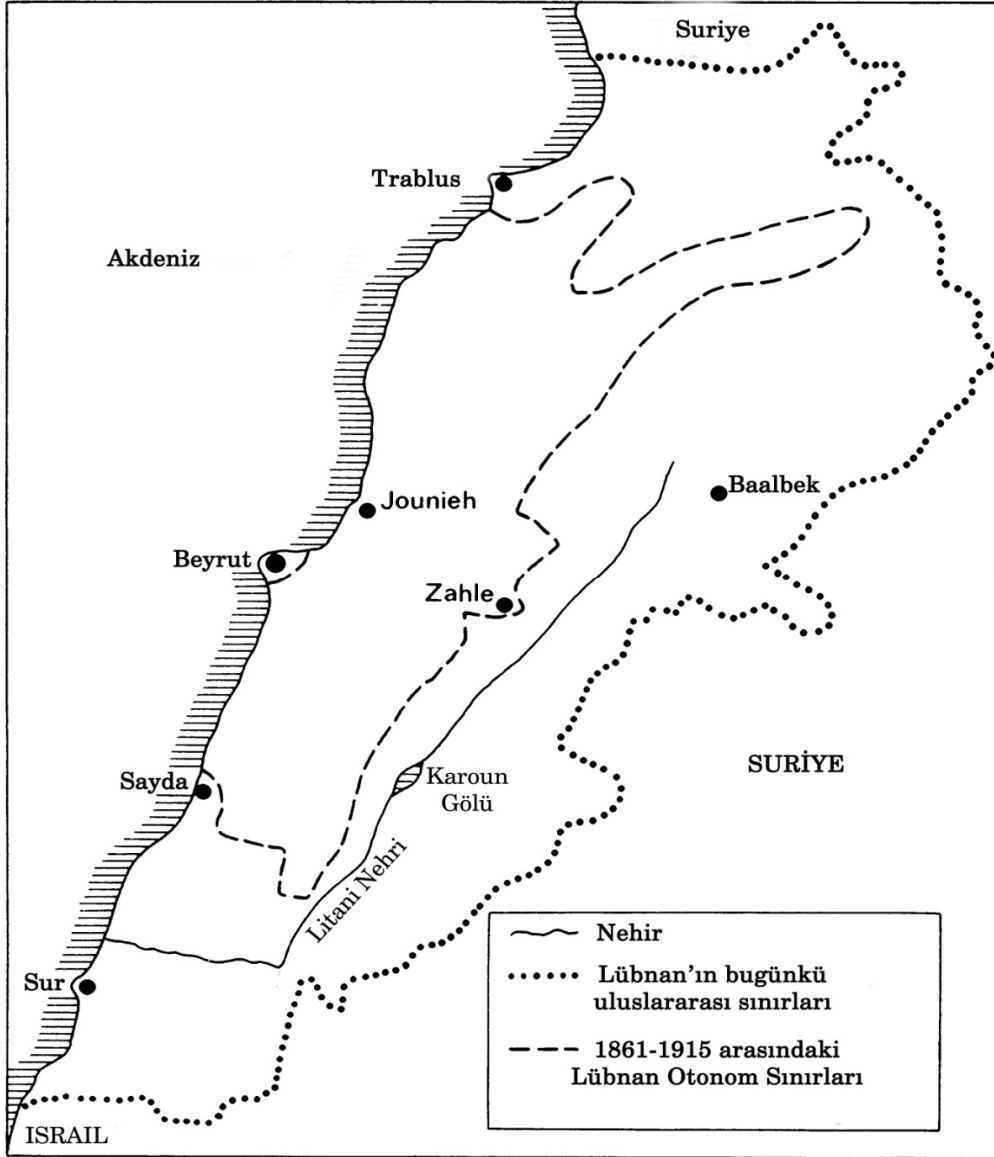 Suriye
Trablus
Akdeniz
Jounieh
Baalbek
Beyrut
Zahle
SURİYE
Karoun
Gölü
Sayda
Litani Nehri
Sur
ISRAIL
Nehir
Lübnan'ın bugünkü
uluslararası sınırları
1861-1915 arasındaki
Lübnan Otonom Sınırları